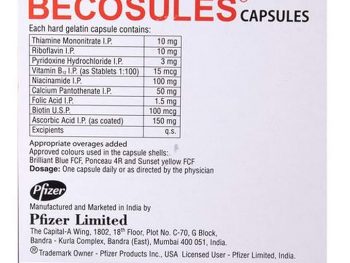 BECOSULES® CAPSULES
Each hard gelatin capsule contains:
Thiamine Mononitrate I.P. 10 mg
Riboflavin I.P. 10 mg
Pyridoxine Hydrochloride I.P. 3 mg
Vitamin B12 I.P. (as Stablets 1:100) 15 mcg
Niacinamide I.P. 100 mg
Calcium Pantothenate I.P. 50 mg
Folic Acid I.P. 1.5 mg
Biotin U.S.P. 100 mcg
Ascorbic Acid I.P. (as coated) 150 mg
Excipients q.s.
Appropriate overages added
Approved colours used in the capsule shells:
Brilliant Blue FCF, Ponceau 4R and Sunset yellow FCF
Dosage: One capsule daily or as directed by the physician
Pfizer
Manufactured and Marketed in India by
Pfizer Limited
The Capital-A Wing, 1802, 18th Floor, Plot No. C-70, G Block,
Bandra - Kurla Complex, Bandra (East), Mumbai 400 051, India.
® Trademark Owner - Pfizer Products Inc., USA Licensed User - Pfizer Limited, India.